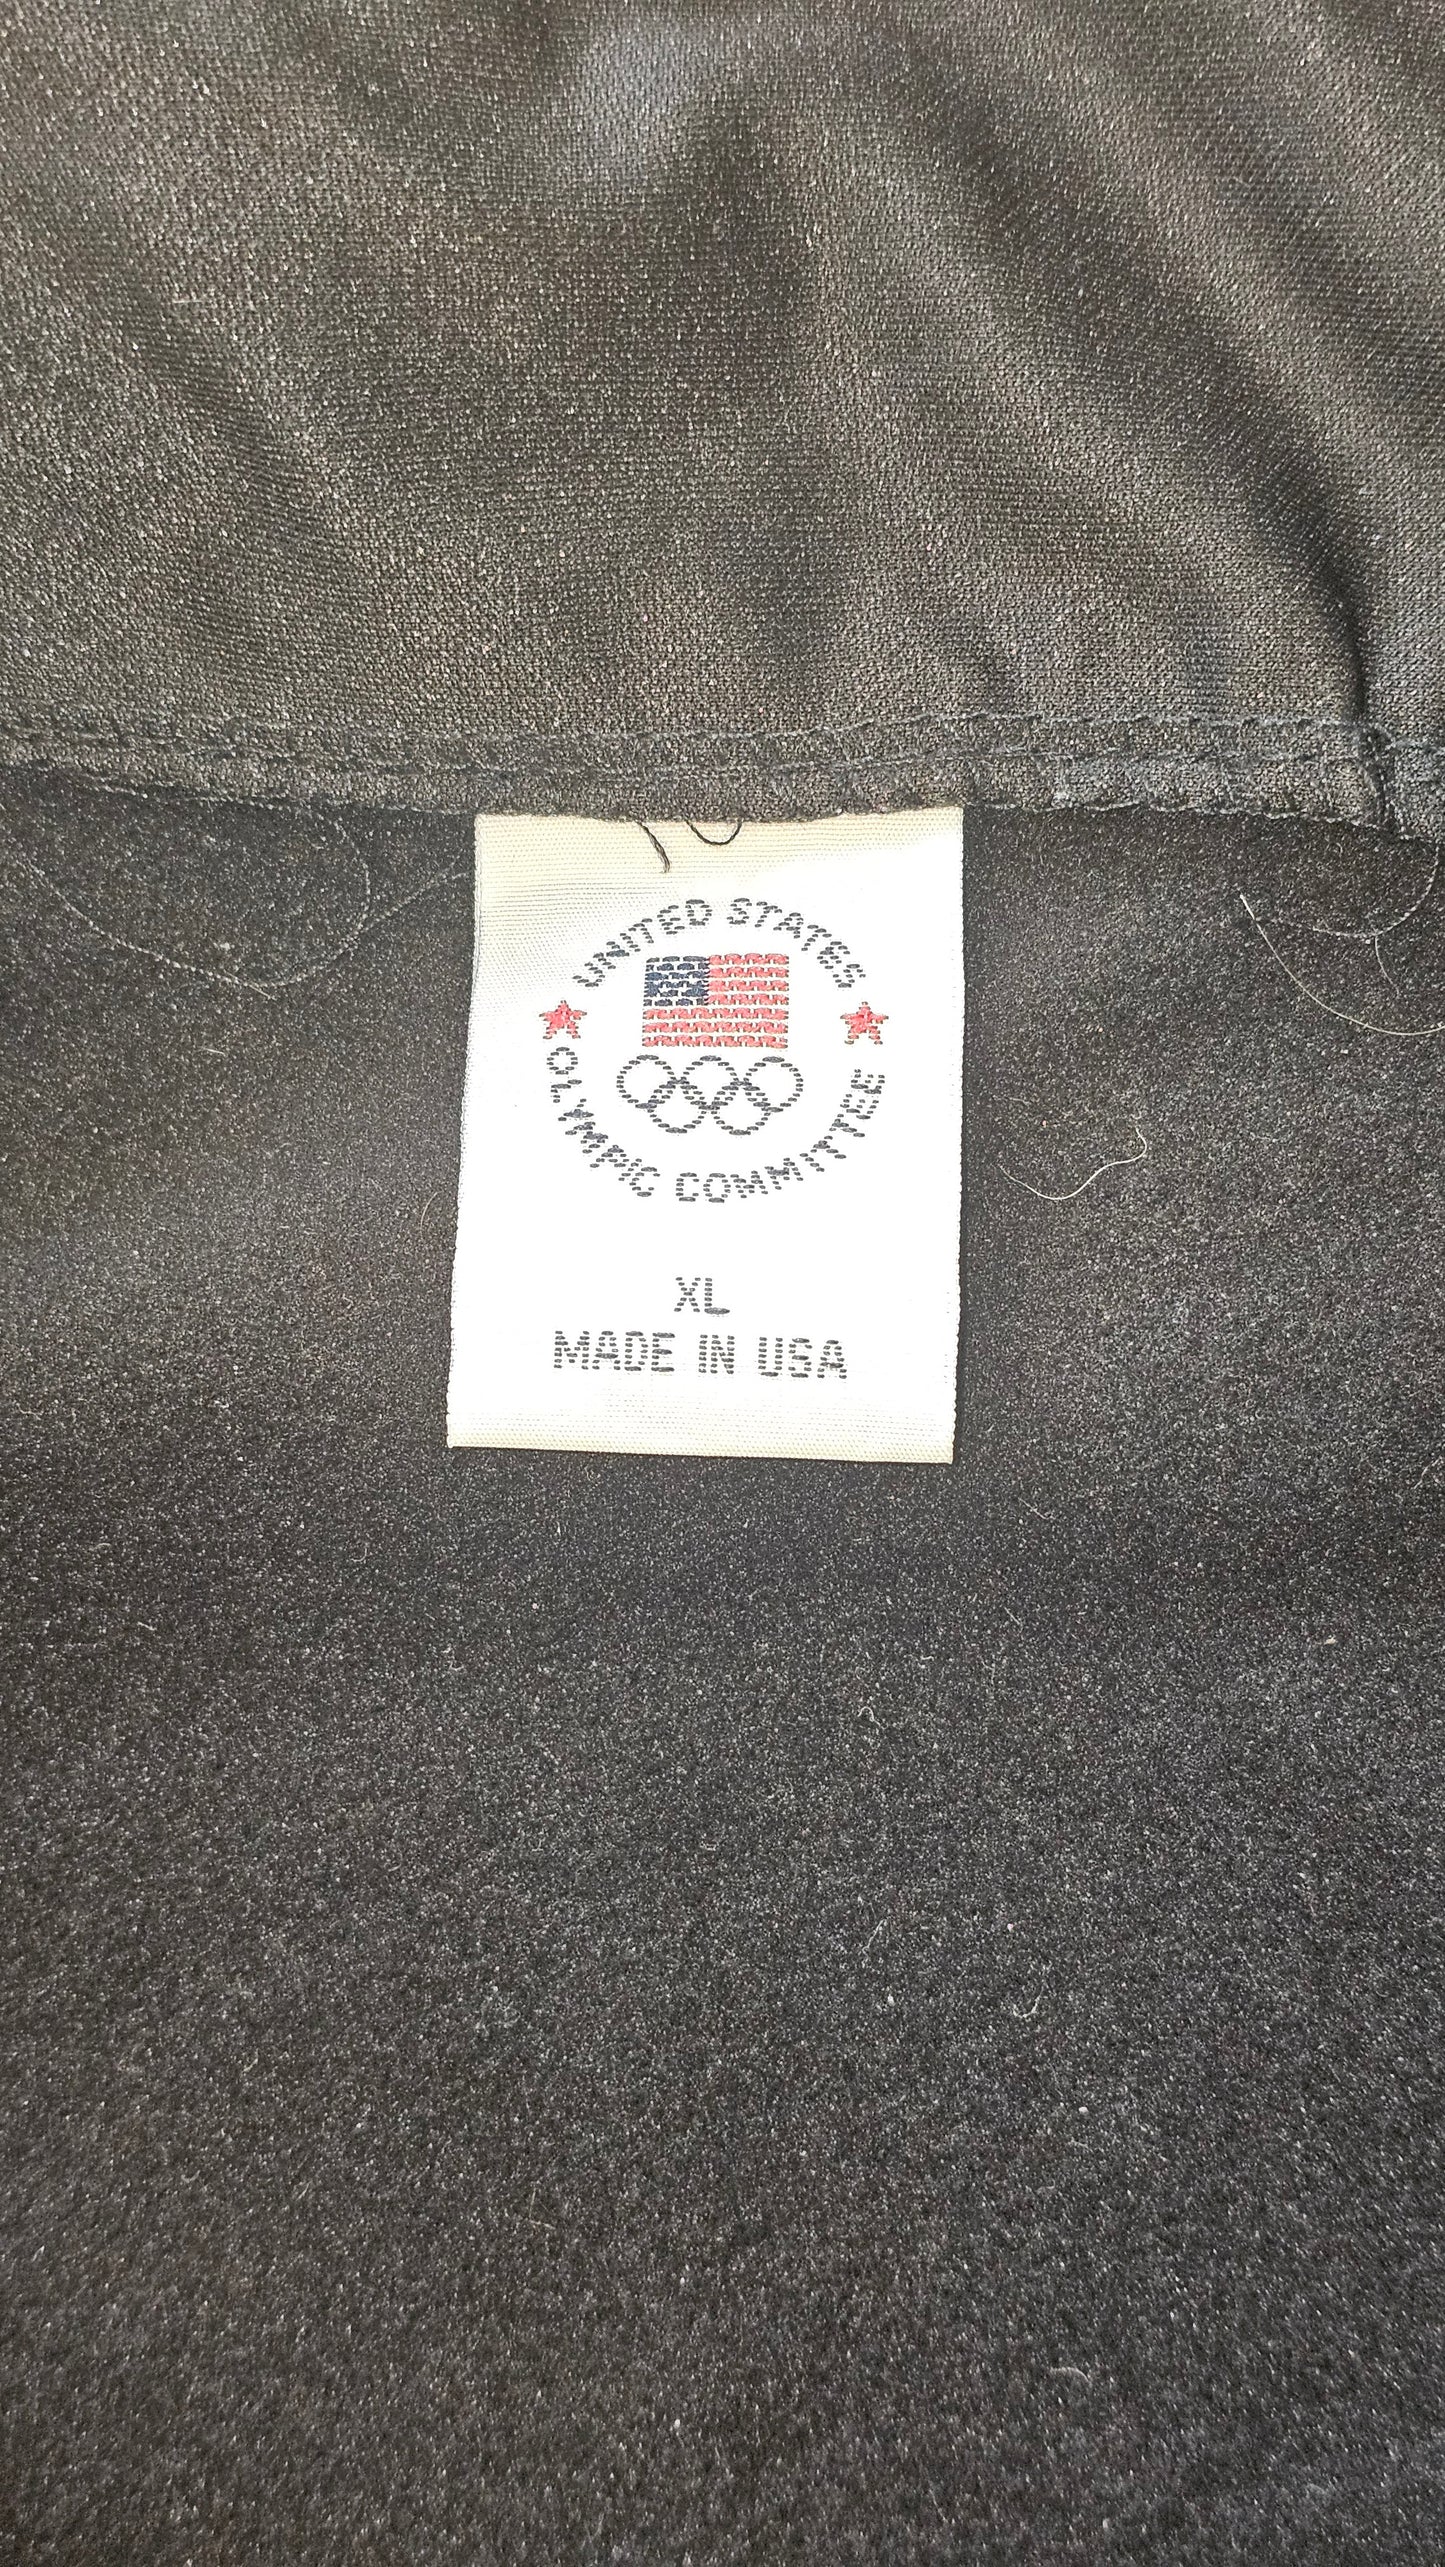 UNITED STATES
OLYMPIC COMMITTEE
XL
MADE IN USA